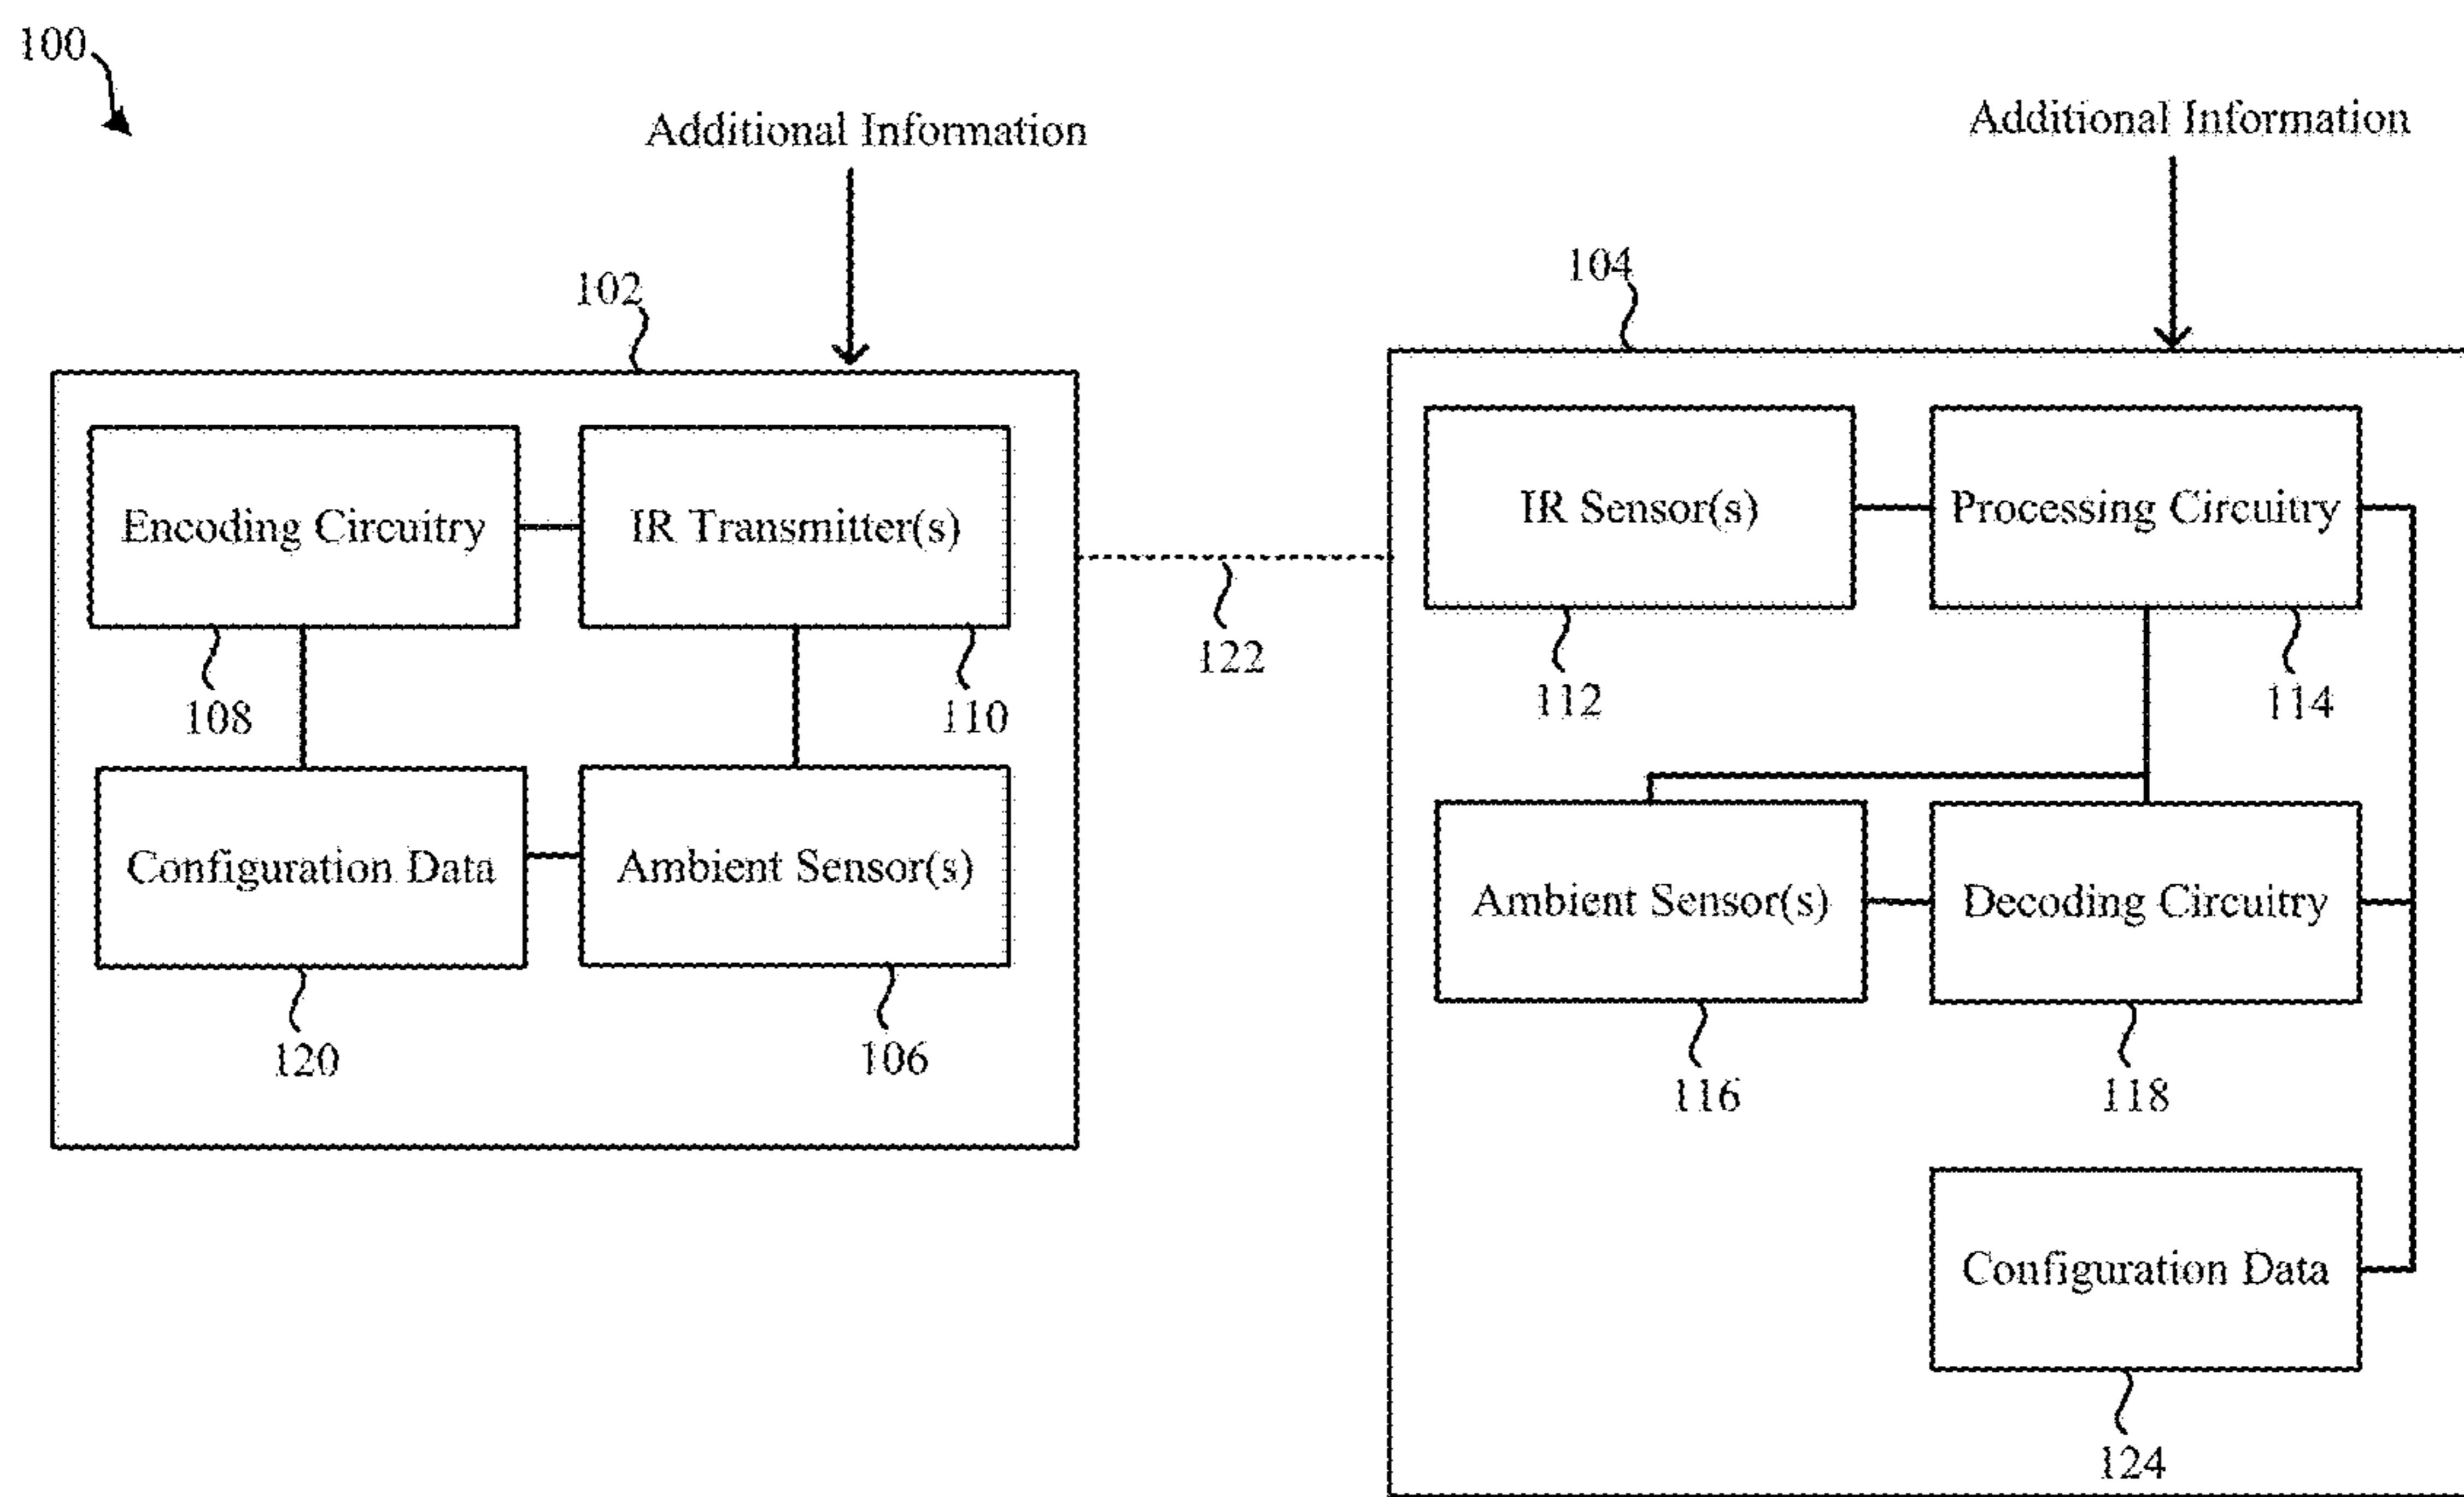 100
Additional Information
Additional Information
102
104
Encoding Circuitry
IR Transmitter(s)
IR Sensor(s)
Processing Circuitry
122
108
110
112
114
Configuration Data
Ambient Sensor(s)
Ambient Sensor(s)
Decoding Circuitry
120
106
116
118
Configuration Data
124